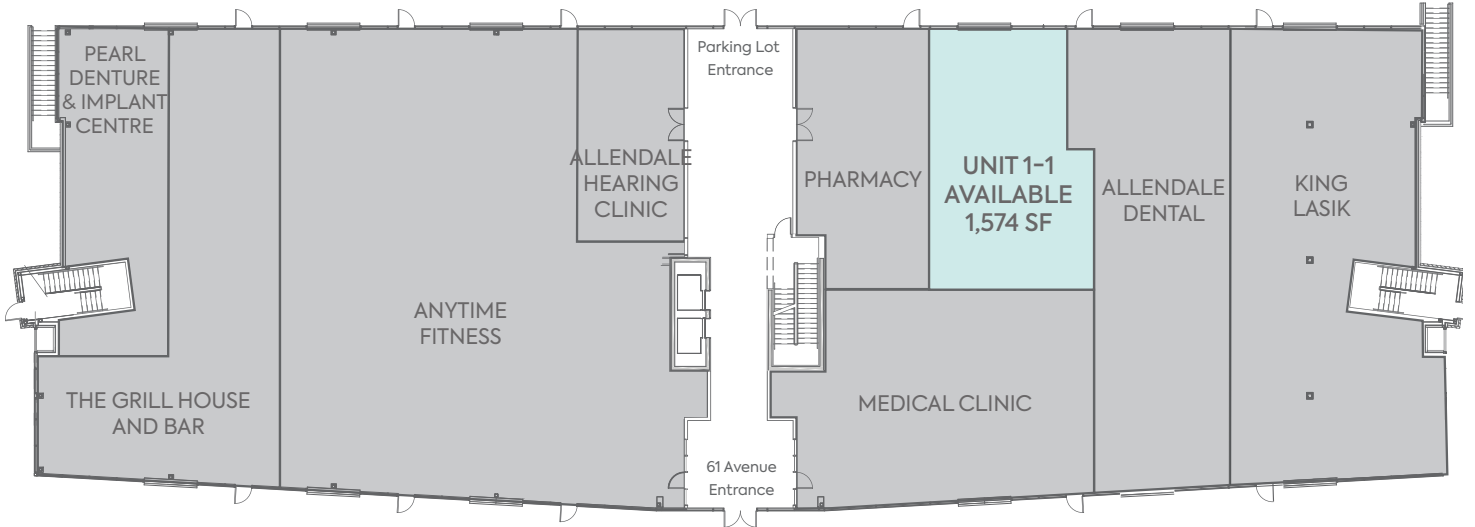 PEARL
DENTURE
& IMPLANT
CENTRE
THE GRILL HOUSE
AND BAR
ANYTIME
FITNESS
ALLENDALE
HEARING
CLINIC
Parking Lot
Entrance
61 Avenue
Entrance
PHARMACY
UNIT 1-1
AVAILABLE
1,574 SF
MEDICAL CLINIC
ALLENDALE
DENTAL
KING
LASIK